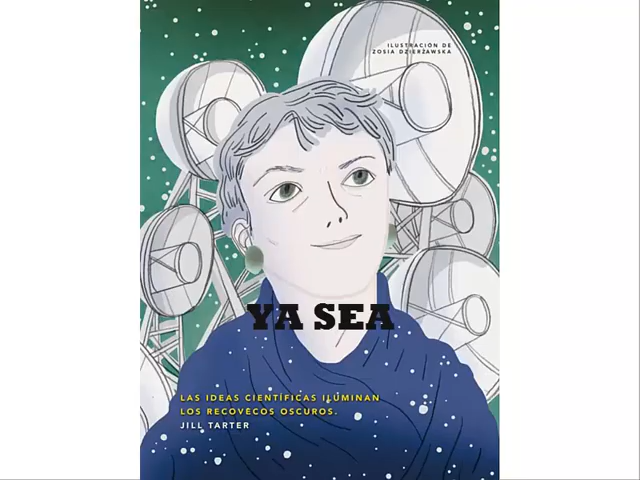 ILUSTRACIÓN DE
ZOSIA DZIERŻAWSKA
YA SEA
LAS IDEAS CIENTÍFICAS ILUMINAN
LOS RECOVECOS OSCUROS.
JILL TARTER